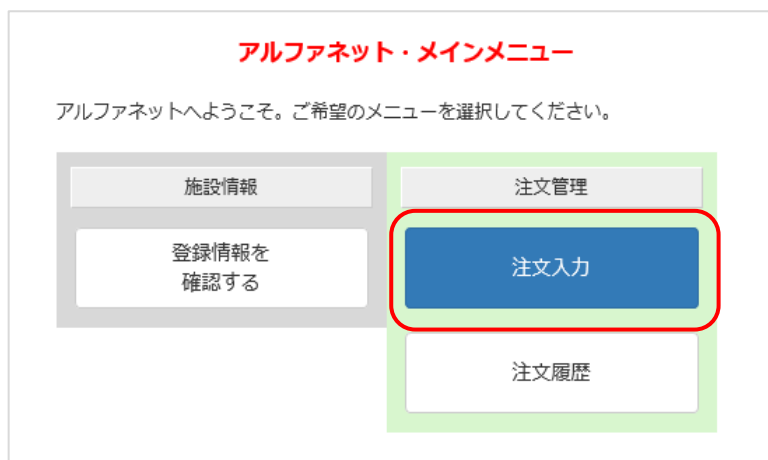 アルファネット・メインメニュー
アルファネットへようこそ。ご希望のメニューを選択してください。
施設情報
注文管理
登録情報を
確認する
注文入力
注文履歴